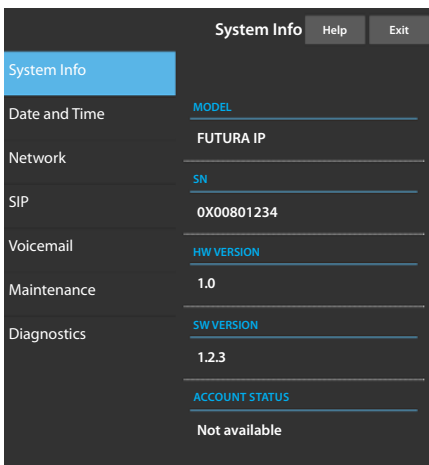 System Info Help Exit
System Info
Date and Time
Network
SIP
Voicemail
Maintenance
Diagnostics
MODEL
FUTURA IP
SN
0X00801234
HW VERSION
1.0
SW VERSION
1.2.3
ACCOUNT STATUS
Not available